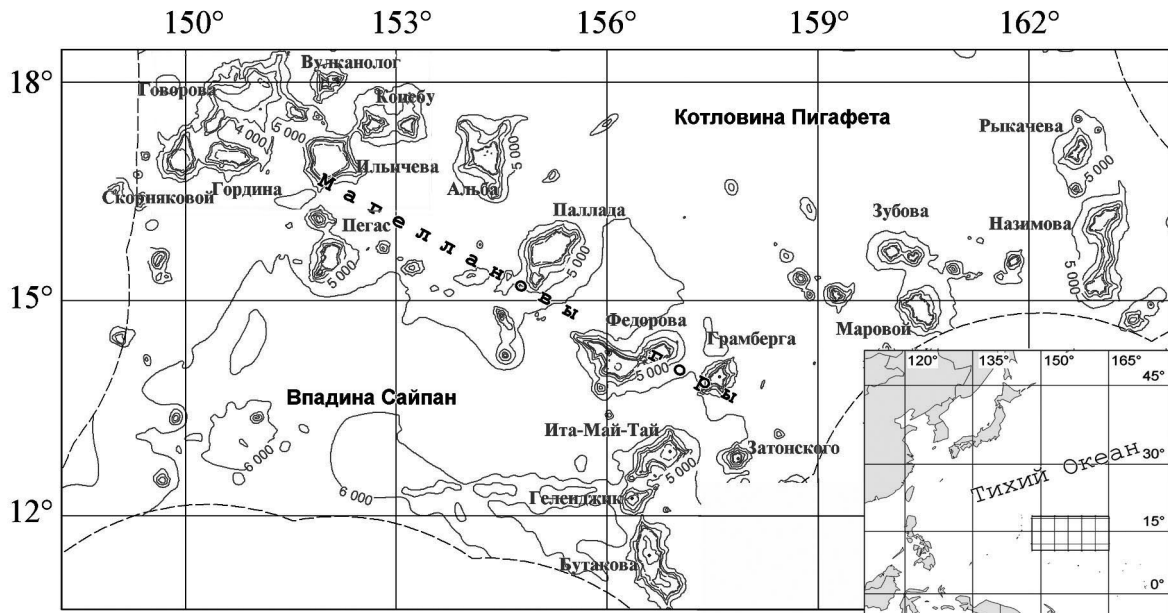 150° 153° 156° 159° 162°
18°
Вулканолог
Говорова
Коцебу
4 000
5 000
5 000
Котловина Пигафета
Рыкачева
5 000
Скорняковой
Гордина
Ильичева
Альба
Магеллановы горы
Пегас
5 000
Паллада
5 000
Зубова
Назимова
5 000
15°
Федорова
Грамберга
5 000
Маровой
Впадина Сайпан
6 000
Ита-Май-Тай
Затонского
5 000
6 000
Геленджик
12°
Бутакова
120° 135° 150° 165°
45°
30°
Тихий Океан
15°
0°